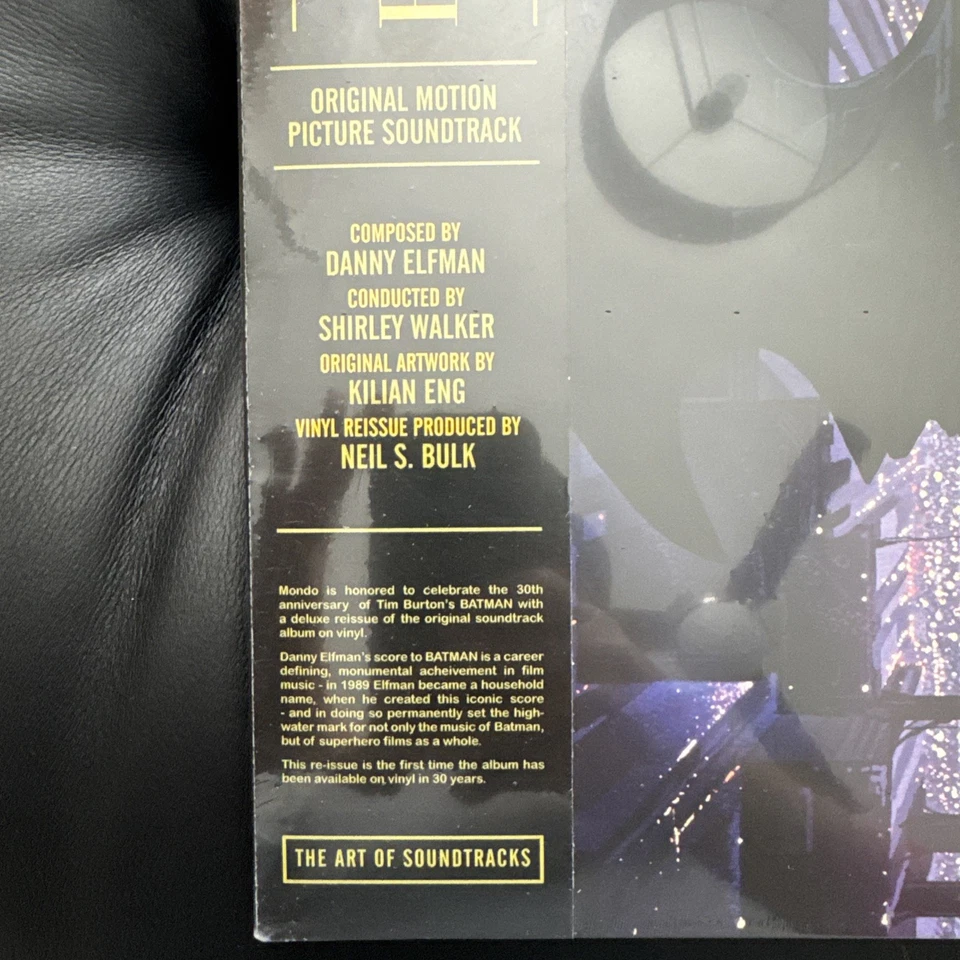 ORIGINAL MOTION
PICTURE SOUNDTRACK
COMPOSED BY
DANNY ELFMAN
CONDUCTED BY
SHIRLEY WALKER
ORIGINAL ARTWORK BY
KILIAN ENG
VINYL REISSUE PRODUCED BY
NEIL S. BULK
Mondo is honored to celebrate the 30th
anniversary of Tim Burton's BATMAN with
a deluxe reissue of the original soundtrack
album on vinyl.
Danny Elfman's score to BATMAN is a career
defining, monumental acheivement in film
music - in 1989 Elfman became a household
name, when he created this iconic score
- and in doing so permanently set the high-
water mark for not only the music of Batman,
but of superhero films as a whole.
This re-issue is the first time the album has
been available on vinyl in 30 years.
THE ART OF SOUNDTRACKS